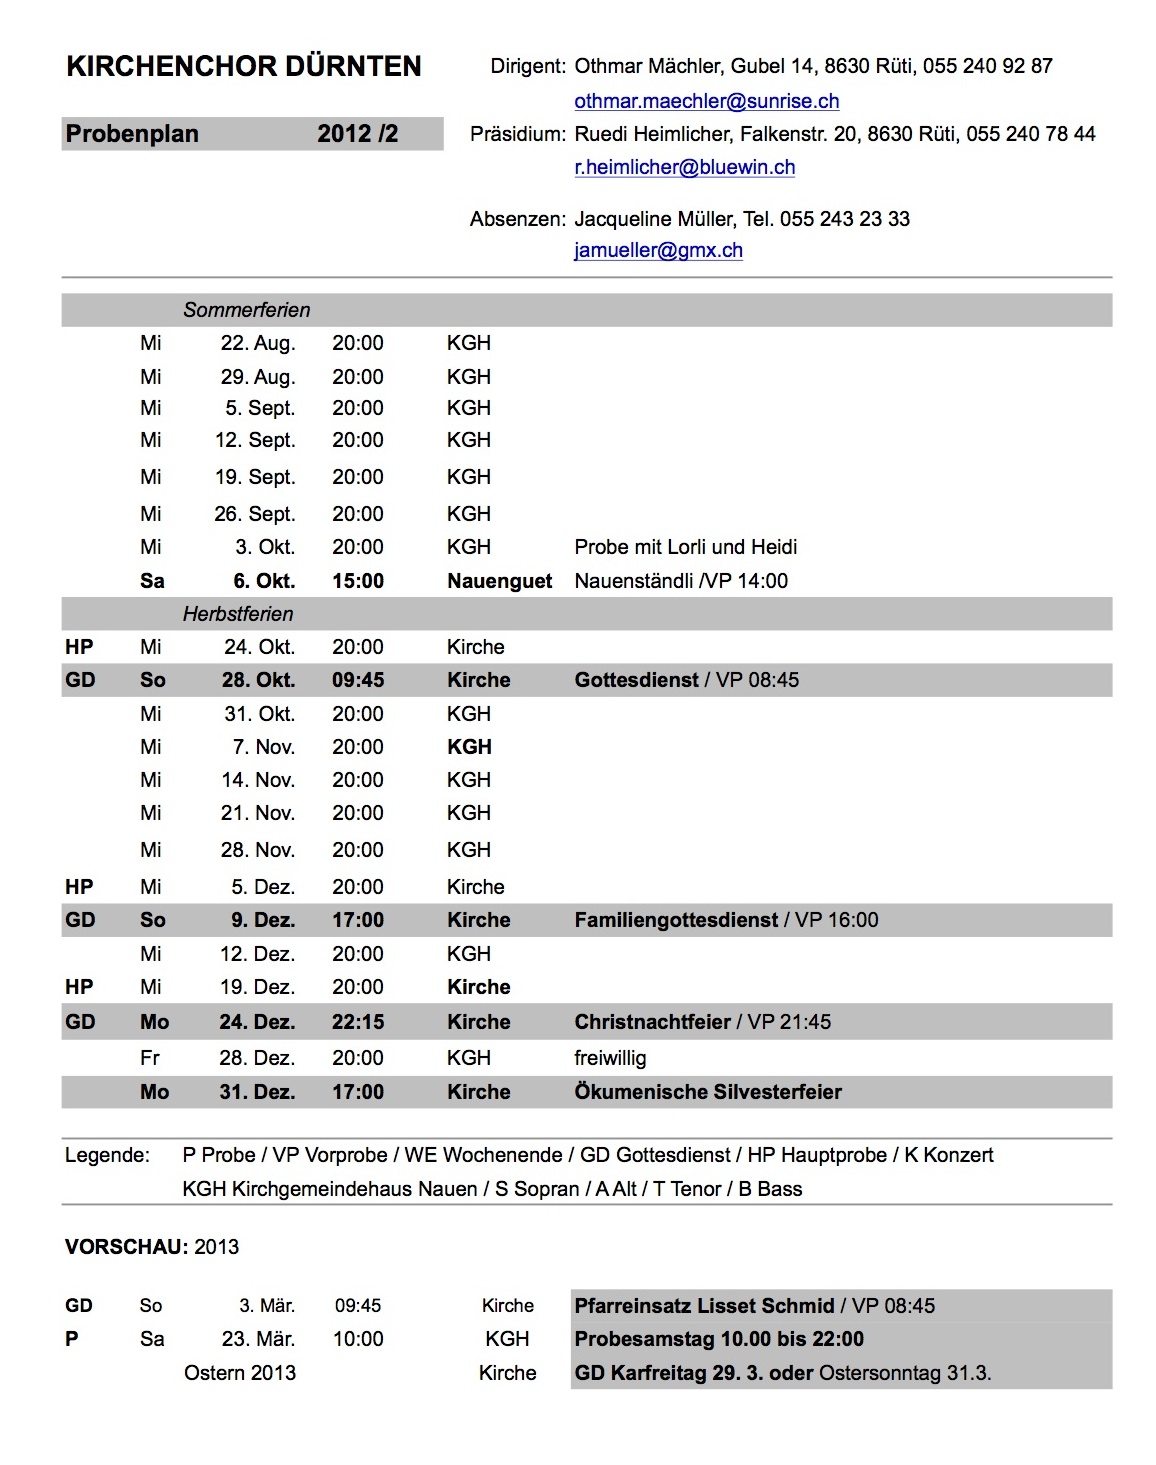 KIRCHENCHOR DÜRNTEN Dirigent: Othmar Mächler, Gubel 14, 8630 Rüti, 055 240 92 87
othmar.maechler@sunrise.ch
Probenplan 2012 /2 Präsidium: Ruedi Heimlicher, Falkenstr. 20, 8630 Rüti, 055 240 78 44
r.heimlicher@bluewin.ch
Absenzen: Jacqueline Müller, Tel. 055 243 23 33
jamueller@gmx.ch
Sommerferien
Mi 22. Aug. 20:00 KGH
Mi 29. Aug. 20:00 KGH
Mi 5. Sept. 20:00 KGH
Mi 12. Sept. 20:00 KGH
Mi 19. Sept. 20:00 KGH
Mi 26. Sept. 20:00 KGH
Mi 3. Okt. 20:00 KGH Probe mit Lorli und Heidi
Sa 6. Okt. 15:00 Nauenguet Nauenständli /VP 14:00
Herbstferien
HP Mi 24. Okt. 20:00 Kirche
GD So 28. Okt. 09:45 Kirche Gottesdienst / VP 08:45
Mi 31. Okt. 20:00 KGH
Mi 7. Nov. 20:00 KGH
Mi 14. Nov. 20:00 KGH
Mi 21. Nov. 20:00 KGH
Mi 28. Nov. 20:00 KGH
HP Mi 5. Dez. 20:00 Kirche
GD So 9. Dez. 17:00 Kirche Familiengottesdienst / VP 16:00
Mi 12. Dez. 20:00 KGH
HP Mi 19. Dez. 20:00 Kirche
GD Mo 24. Dez. 22:15 Kirche Christnachtfeier / VP 21:45
Fr 28. Dez. 20:00 KGH freiwillig
Mo 31. Dez. 17:00 Kirche Ökumenische Silvesterfeier
Legende: P Probe / VP Vorprobe / WE Wochenende / GD Gottesdienst / HP Hauptprobe / K Konzert
KGH Kirchgemeindehaus Nauen / S Sopran / A Alt / T Tenor / B Bass
VORSCHAU: 2013
GD So 3. Mär. 09:45 Kirche Pfarreinsatz Lisset Schmid / VP 08:45
P Sa 23. Mär. 10:00 KGH Probesamstag 10.00 bis 22:00
Ostern 2013 Kirche GD Karfreitag 29. 3. oder Ostersonntag 31.3.